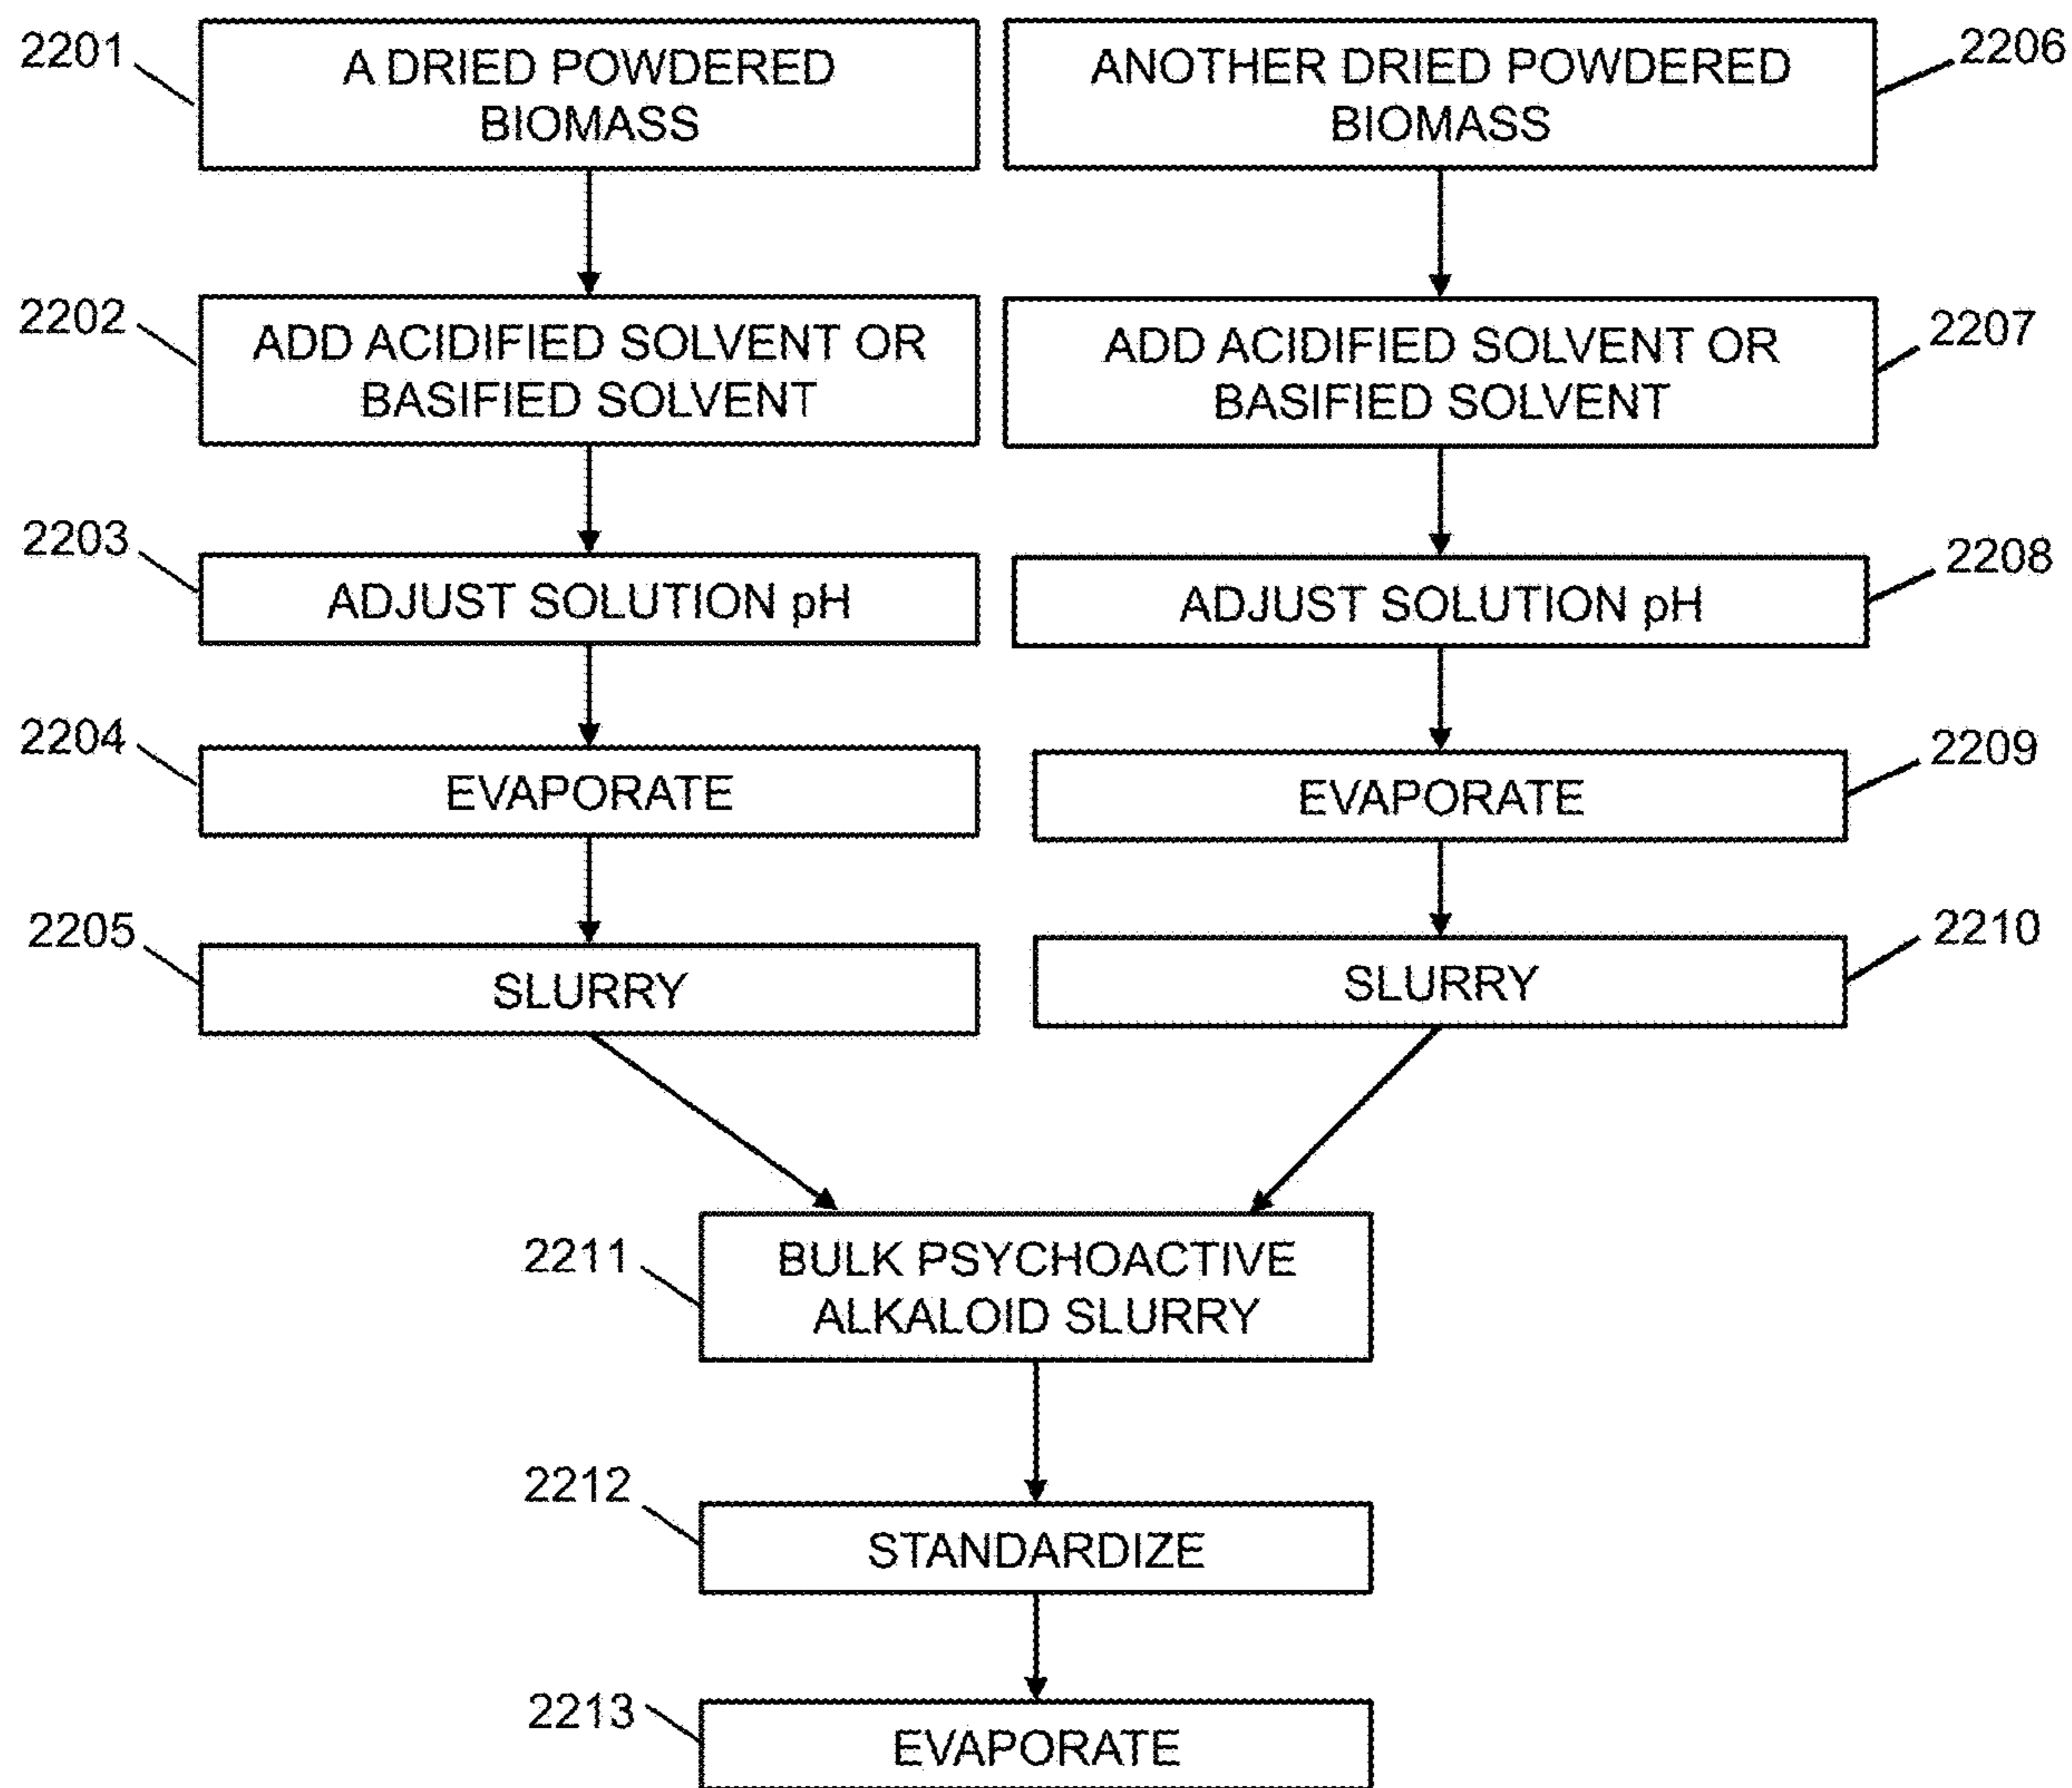 2201
A DRIED POWDERED
BIOMASS
ANOTHER DRIED POWDERED
BIOMASS
2206
2202
ADD ACIDIFIED SOLVENT OR
BASIFIED SOLVENT
ADD ACIDIFIED SOLVENT OR
BASIFIED SOLVENT
2207
2203
ADJUST SOLUTION pH
ADJUST SOLUTION pH
2208
2204
EVAPORATE
EVAPORATE
2209
2205
SLURRY
SLURRY
2210
2211
BULK PSYCHOACTIVE
ALKALOID SLURRY
2212
STANDARDIZE
2213
EVAPORATE